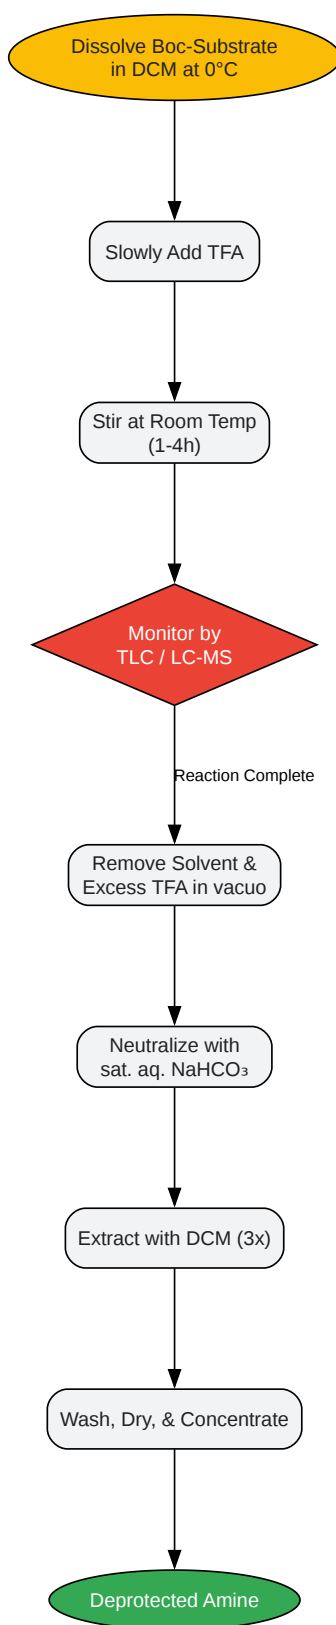 Dissolve Boc-Substrate
in DCM at 0°C
Slowly Add TFA
Stir at Room Temp
(1-4h)
Monitor by
TLC / LC-MS
Reaction Complete
Remove Solvent &
Excess TFA in vacuo
Neutralize with
sat. aq. NaHCO₃
Extract with DCM (3x)
Wash, Dry, & Concentrate
Deprotected Amine